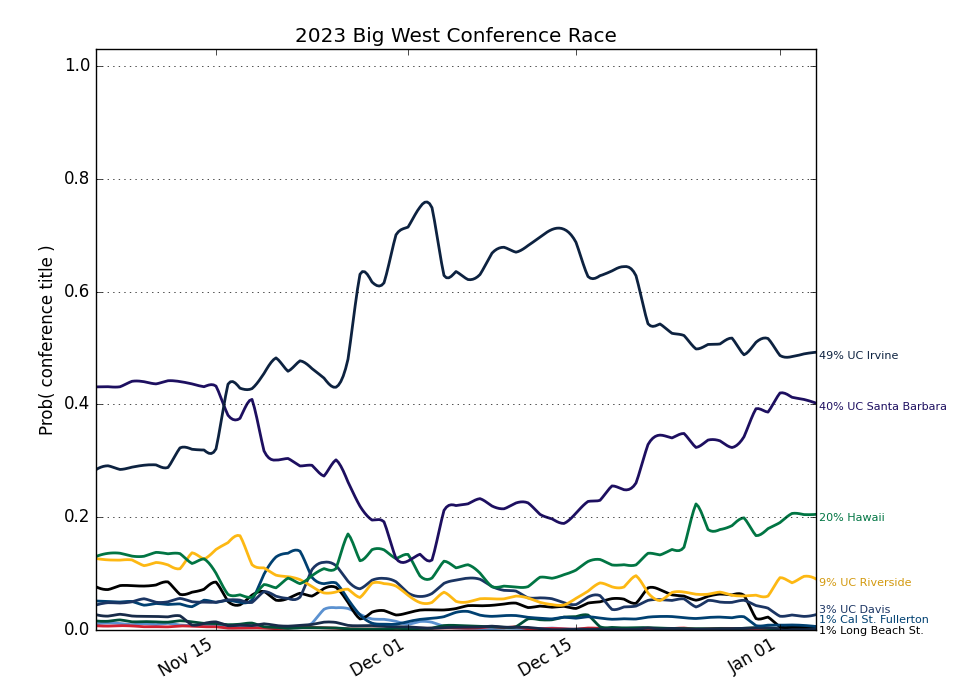 2023 Big West Conference Race
Prob( conference title )
1.0
0.8
0.6
0.4
0.2
0.0
Nov 15
Dec 01
Dec 15
Jan 01
49% UC Irvine
40% UC Santa Barbara
20% Hawaii
9% UC Riverside
3% UC Davis
1% Cal St. Fullerton
1% Long Beach St.